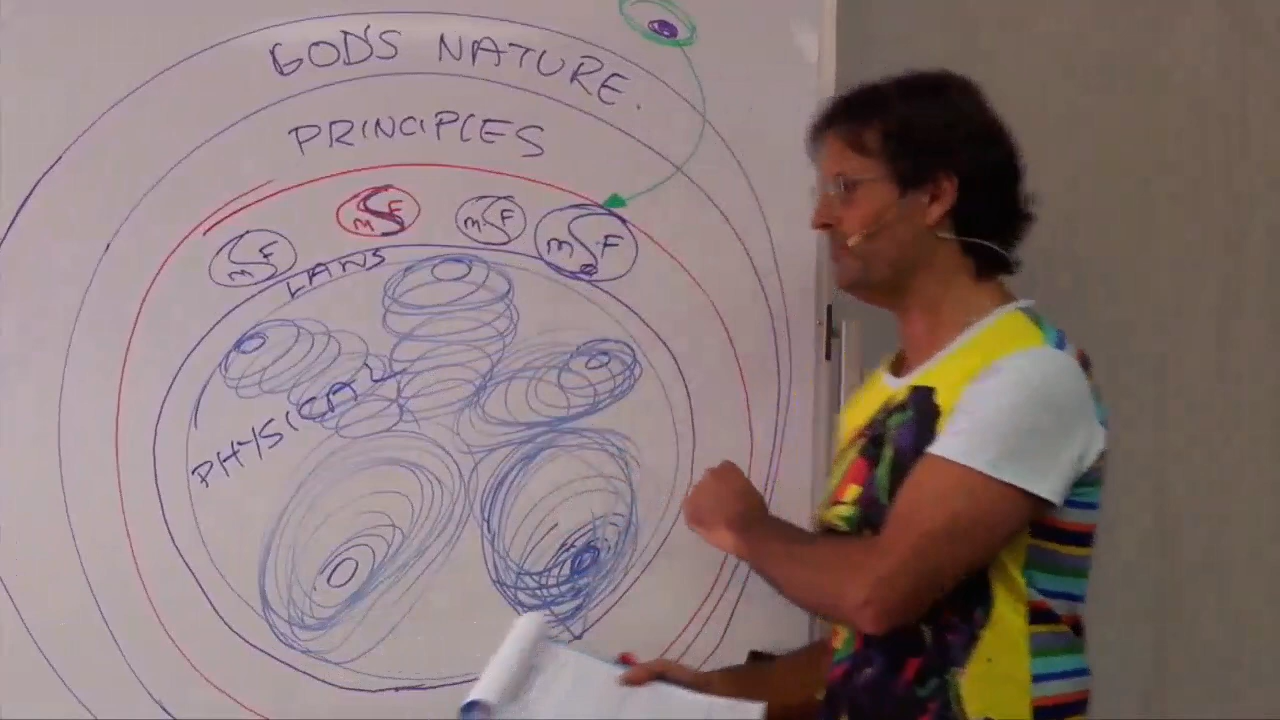 GOD'S NATURE.
PRINCIPLES
M F
M F
M F
M F
LAWS
PHYSICAL